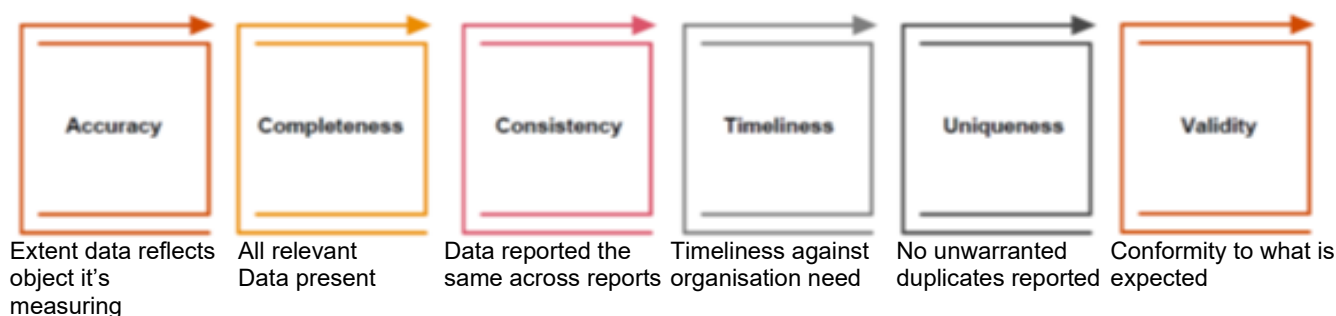 Accuracy
Completeness
Consistency
Timeliness
Uniqueness
Validity
Extent data reflects
object it's
measuring
All relevant
Data present
Data reported the
same across reports
Timeliness against
organisation need
No unwarranted
duplicates reported
Conformity to what is
expected